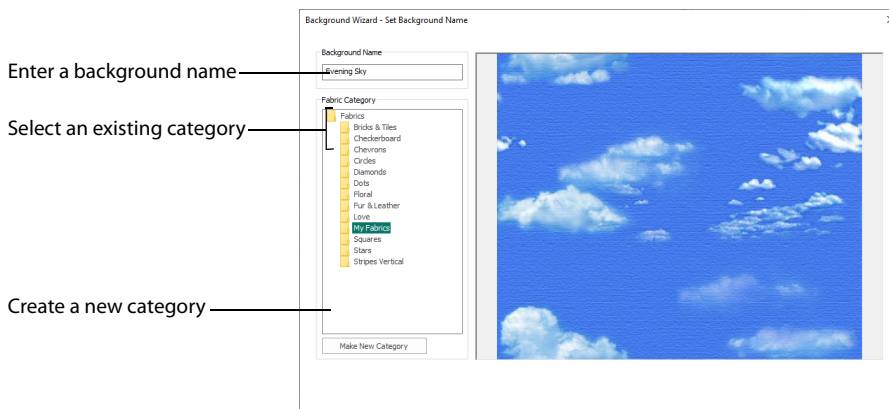 Background Wizard - Set Background Name
Background Name
Enter a background name
Evening Sky
Fabric Category
Select an existing category
Fabrics
Bricks & Tiles
Checkerboard
Chevrons
Circles
Diamonds
Dots
Floral
Fur & Leather
Love
My Fabrics
Squares
Stars
Stripes Vertical
Create a new category
Make New Category